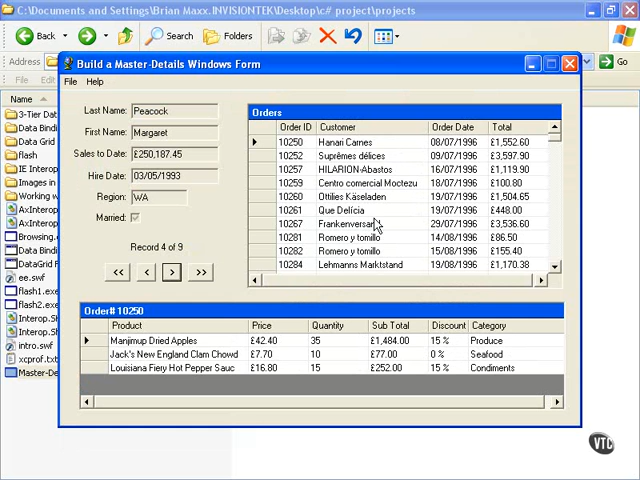 C:\Documents and Settings\Brian Maxx.INVISIONTEK\Desktop\c# project\projects
Back Search Folders
Address Go
Name
3-Tier Dat
Data Bindi
Data Grid
flash
IE Interop
Images in
Working w
AxInterop
AxInterop
Browsing.
Data Bindi
DataGrid F
ee.swf
flash1.exe
flash2.exe
Interop.Sh
Interop.Sh
intro.swf
xcprof.txt
Master-De
Build a Master-Details Windows Form
File Help
Last Name: Peacock
First Name: Margaret
Sales to Date: £250,187.45
Hire Date: 03/05/1993
Region: WA
Married:
Record 4 of 9
<< < > >>
Orders
Order ID Customer Order Date Total
10250 Hanari Carnes 08/07/1996 £1,552.60
10252 Suprêmes délices 09/07/1996 £3,597.90
10257 HILARION-Abastos 16/07/1996 £1,119.90
10259 Centro comercial Moctezu 18/07/1996 £100.80
10260 Ottilies Käseladen 19/07/1996 £1,504.65
10261 Que Delícia 19/07/1996 £448.00
10267 Frankenversand 29/07/1996 £3,536.60
10281 Romero y tomillo 14/08/1996 £86.50
10282 Romero y tomillo 15/08/1996 £155.40
10284 Lehmanns Marktstand 19/08/1996 £1,170.38
Order# 10250
Product Price Quantity Sub Total Discount Category
Manjimup Dried Apples £42.40 35 £1,484.00 15 % Produce
Jack's New England Clam Chowd £7.70 10 £77.00 0 % Seafood
Louisiana Fiery Hot Pepper Sauc £16.80 15 £252.00 15 % Condiments
VTC